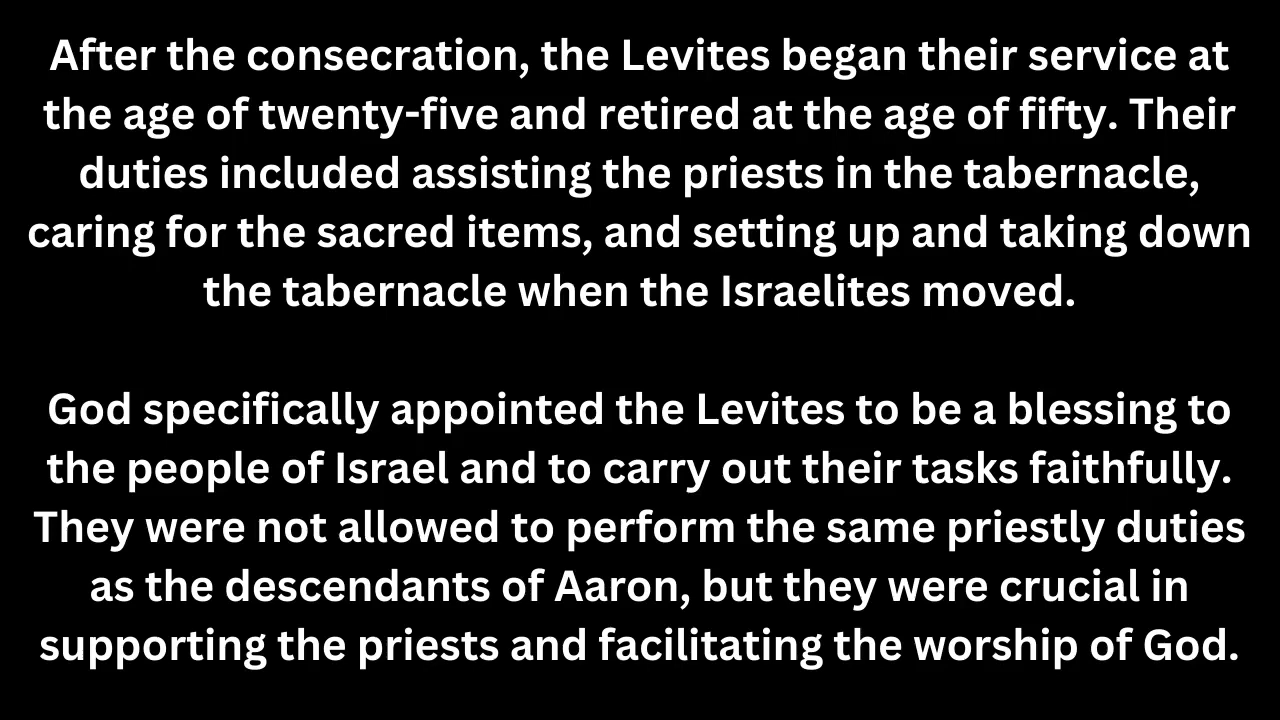 After the consecration, the Levites began their service at
the age of twenty-five and retired at the age of fifty. Their
duties included assisting the priests in the tabernacle,
caring for the sacred items, and setting up and taking down
the tabernacle when the Israelites moved.
God specifically appointed the Levites to be a blessing to
the people of Israel and to carry out their tasks faithfully.
They were not allowed to perform the same priestly duties
as the descendants of Aaron, but they were crucial in
supporting the priests and facilitating the worship of God.